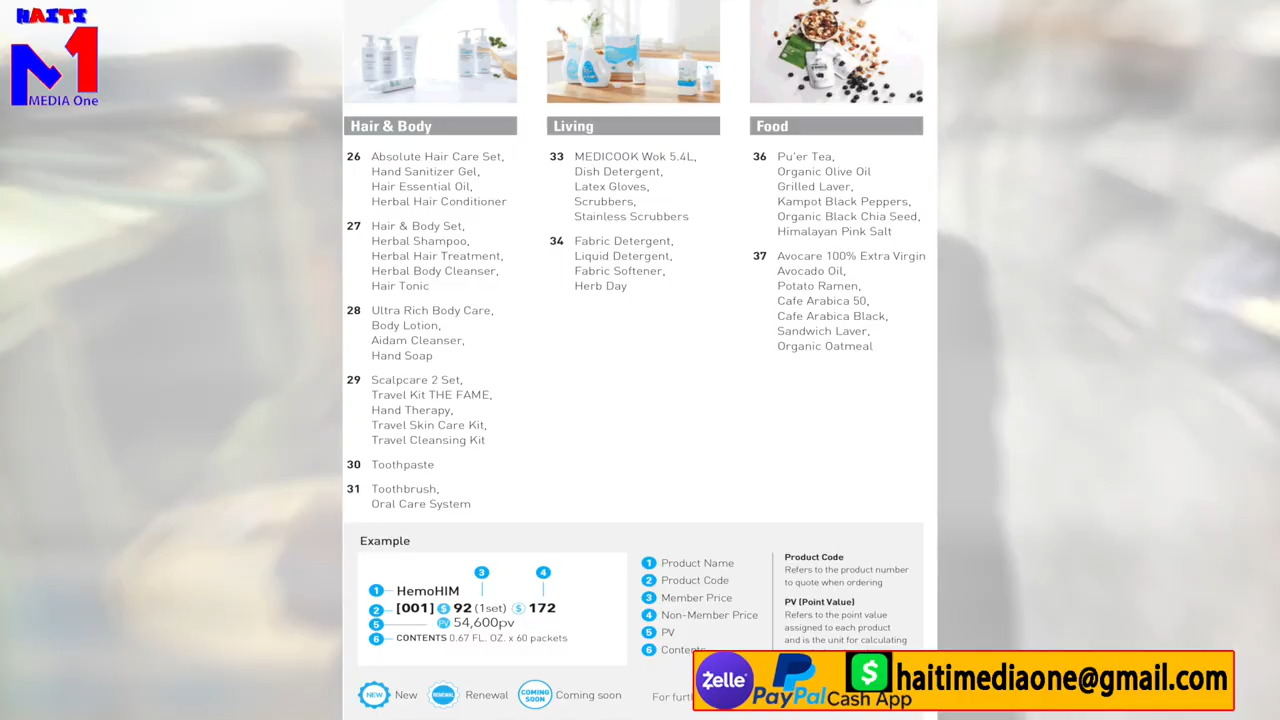 HAITI
M1
MEDIA One
Hair & Body
26 Absolute Hair Care Set,
Hand Sanitizer Gel,
Hair Essential Oil,
Herbal Hair Conditioner
27 Hair & Body Set,
Herbal Shampoo,
Herbal Hair Treatment,
Herbal Body Cleanser,
Hair Tonic
28 Ultra Rich Body Care,
Body Lotion,
Aidam Cleanser,
Hand Soap
29 Scalpcare 2 Set,
Travel Kit THE FAME,
Hand Therapy,
Travel Skin Care Kit,
Travel Cleansing Kit
30 Toothpaste
31 Toothbrush,
Oral Care System
Living
33 MEDICOOK Wok 5.4L,
Dish Detergent,
Latex Gloves,
Scrubbers,
Stainless Scrubbers
34 Fabric Detergent,
Liquid Detergent,
Fabric Softener,
Herb Day
Food
36 Pu'er Tea,
Organic Olive Oil
Grilled Laver,
Kampot Black Peppers,
Organic Black Chia Seed,
Himalayan Pink Salt
37 Avocare 100% Extra Virgin
Avocado Oil,
Potato Ramen,
Cafe Arabica 50,
Cafe Arabica Black,
Sandwich Laver,
Organic Oatmeal
Example
3 4
1 HemoHIM
2 [001] $ 92 (1set) $ 172
5 PV 54,600pv
6 CONTENTS 0.67 FL. OZ. x 60 packets
1 Product Name
2 Product Code
3 Member Price
4 Non-Member Price
5 PV
6 Contents
Product Code
Refers to the product number
to quote when ordering
PV (Point Value)
Refers to the point value
assigned to each product
and is the unit for calculating
NEW New RENEWAL Renewal COMING SOON Coming soon
For
Zelle PayPal $ Cash App haitimediaone@gmail.com